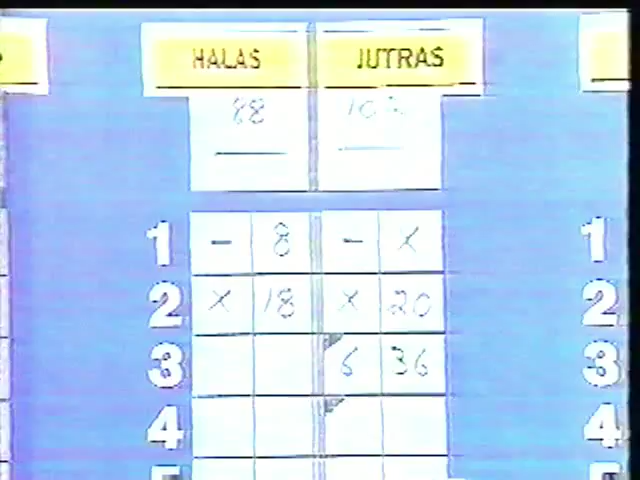 HALAS JUTRAS
88
1 - 8 - X 1
2 X 18 X 20 2
3 6 36 3
4 4